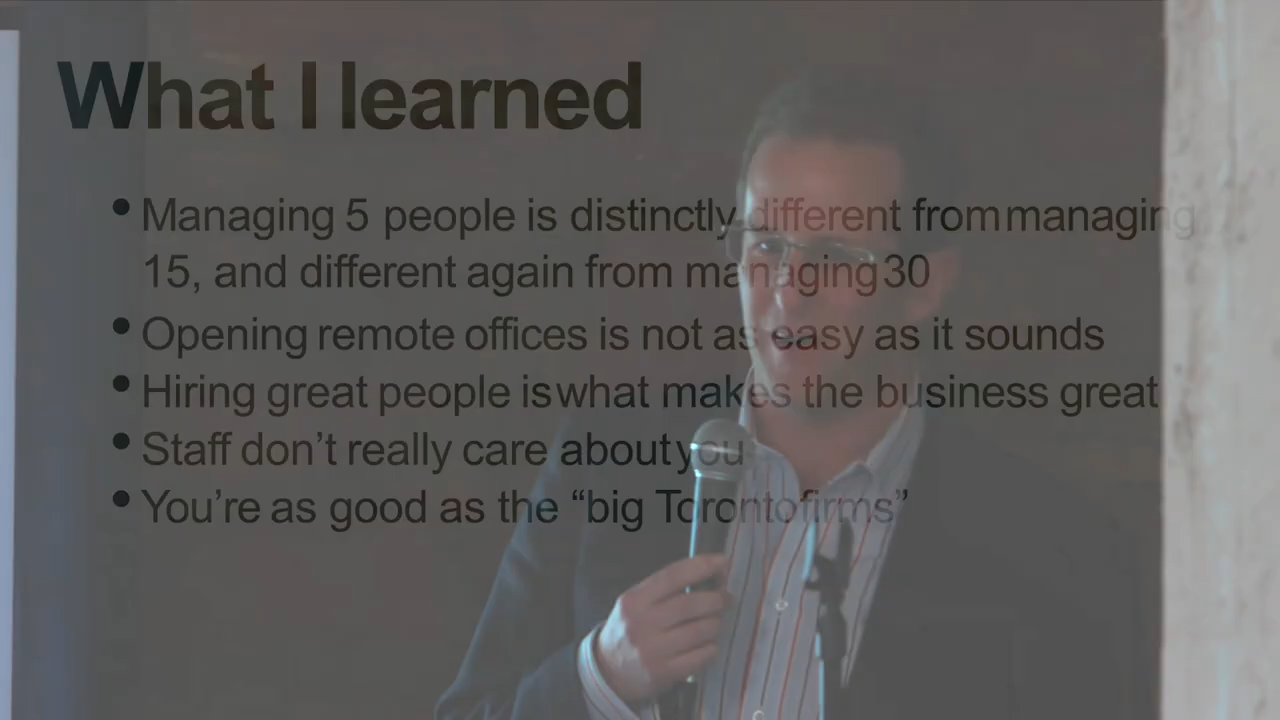 What I learned
• Managing 5 people is distinctly different from managing
15, and different again from managing 30
• Opening remote offices is not as easy as it sounds
• Hiring great people is what makes the business great
• Staff don’t really care about you
• You’re as good as the “big Toronto firms”